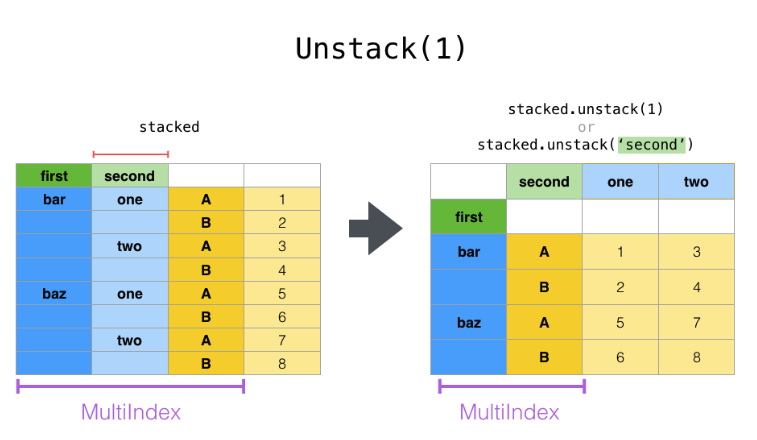 Unstack(1)
stacked
first second
bar one A 1
B 2
two A 3
B 4
baz one A 5
B 6
two A 7
B 8
MultiIndex
stacked.unstack(1)
or
stacked.unstack(‘second’)
second one two
first
bar A 1 3
B 2 4
baz A 5 7
B 6 8
MultiIndex